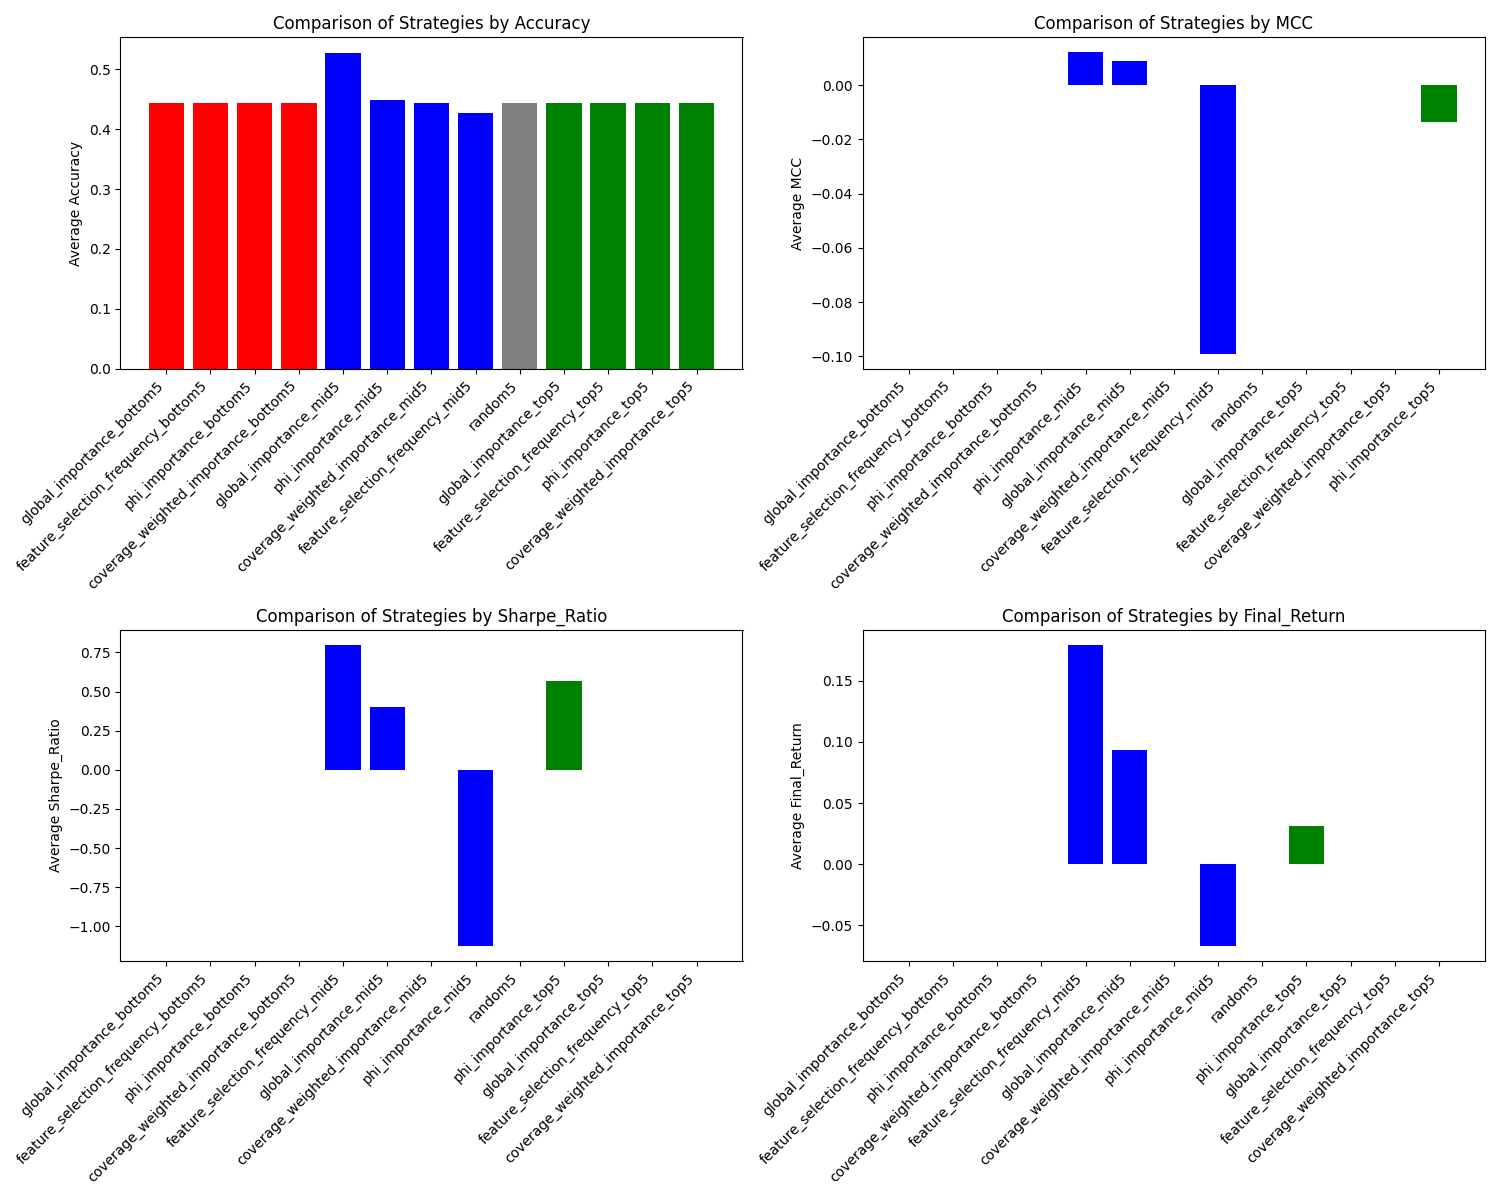 Comparison of Strategies by Accuracy
Average Accuracy
0.5
0.4
0.3
0.2
0.1
0.0
global_importance_bottom5
feature_selection_frequency_bottom5
phi_importance_bottom5
coverage_weighted_importance_bottom5
global_importance_mid5
phi_importance_mid5
coverage_weighted_importance_mid5
feature_selection_frequency_mid5
random5
global_importance_top5
feature_selection_frequency_top5
phi_importance_top5
coverage_weighted_importance_top5
Comparison of Strategies by MCC
Average MCC
0.00
−0.02
−0.04
−0.06
−0.08
−0.10
global_importance_bottom5
feature_selection_frequency_bottom5
phi_importance_bottom5
coverage_weighted_importance_bottom5
phi_importance_mid5
global_importance_mid5
coverage_weighted_importance_mid5
feature_selection_frequency_mid5
random5
global_importance_top5
feature_selection_frequency_top5
coverage_weighted_importance_top5
phi_importance_top5
Comparison of Strategies by Sharpe_Ratio
Average Sharpe_Ratio
0.75
0.50
0.25
0.00
−0.25
−0.50
−0.75
−1.00
global_importance_bottom5
feature_selection_frequency_bottom5
phi_importance_bottom5
coverage_weighted_importance_bottom5
feature_selection_frequency_mid5
global_importance_mid5
coverage_weighted_importance_mid5
phi_importance_mid5
random5
phi_importance_top5
global_importance_top5
feature_selection_frequency_top5
coverage_weighted_importance_top5
Comparison of Strategies by Final_Return
Average Final_Return
0.15
0.10
0.05
0.00
−0.05
global_importance_bottom5
feature_selection_frequency_bottom5
phi_importance_bottom5
coverage_weighted_importance_bottom5
feature_selection_frequency_mid5
global_importance_mid5
coverage_weighted_importance_mid5
phi_importance_mid5
random5
phi_importance_top5
global_importance_top5
feature_selection_frequency_top5
coverage_weighted_importance_top5